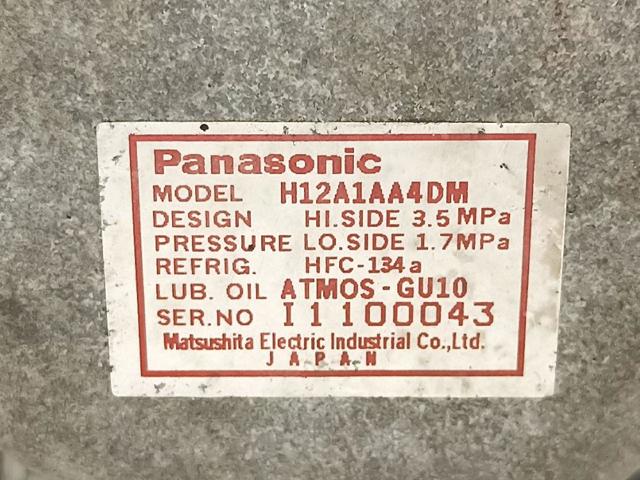 Panasonic
MODEL H12A1AA4DM
DESIGN HI.SIDE 3.5 MPa
PRESSURE LO.SIDE 1.7MPa
REFRIG. HFC-134a
LUB. OIL ATMOS-GU10
SER.NO I1100043
Matsushita Electric Industrial Co.,Ltd.
JAPAN